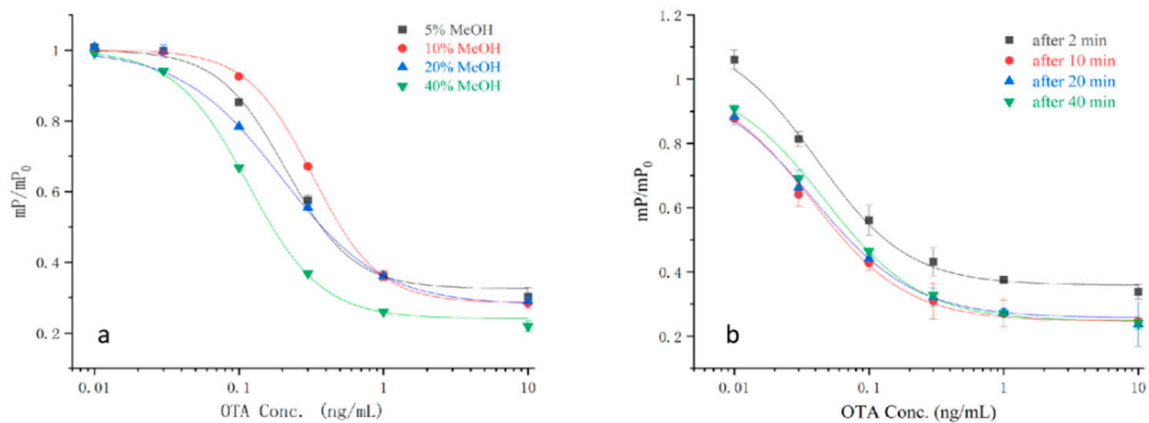 5% MeOH
10% MeOH
20% MeOH
40% MeOH
1
0.8
0.6
0.4
0.2
mP/mP0
a
0.01
0.1
1
10
OTA Conc. (ng/mL)
after 2 min
after 10 min
after 20 min
after 40 min
1.2
1
0.8
0.6
0.4
0.2
mP/mP0
b
0.01
0.1
1
10
OTA Conc. (ng/mL)